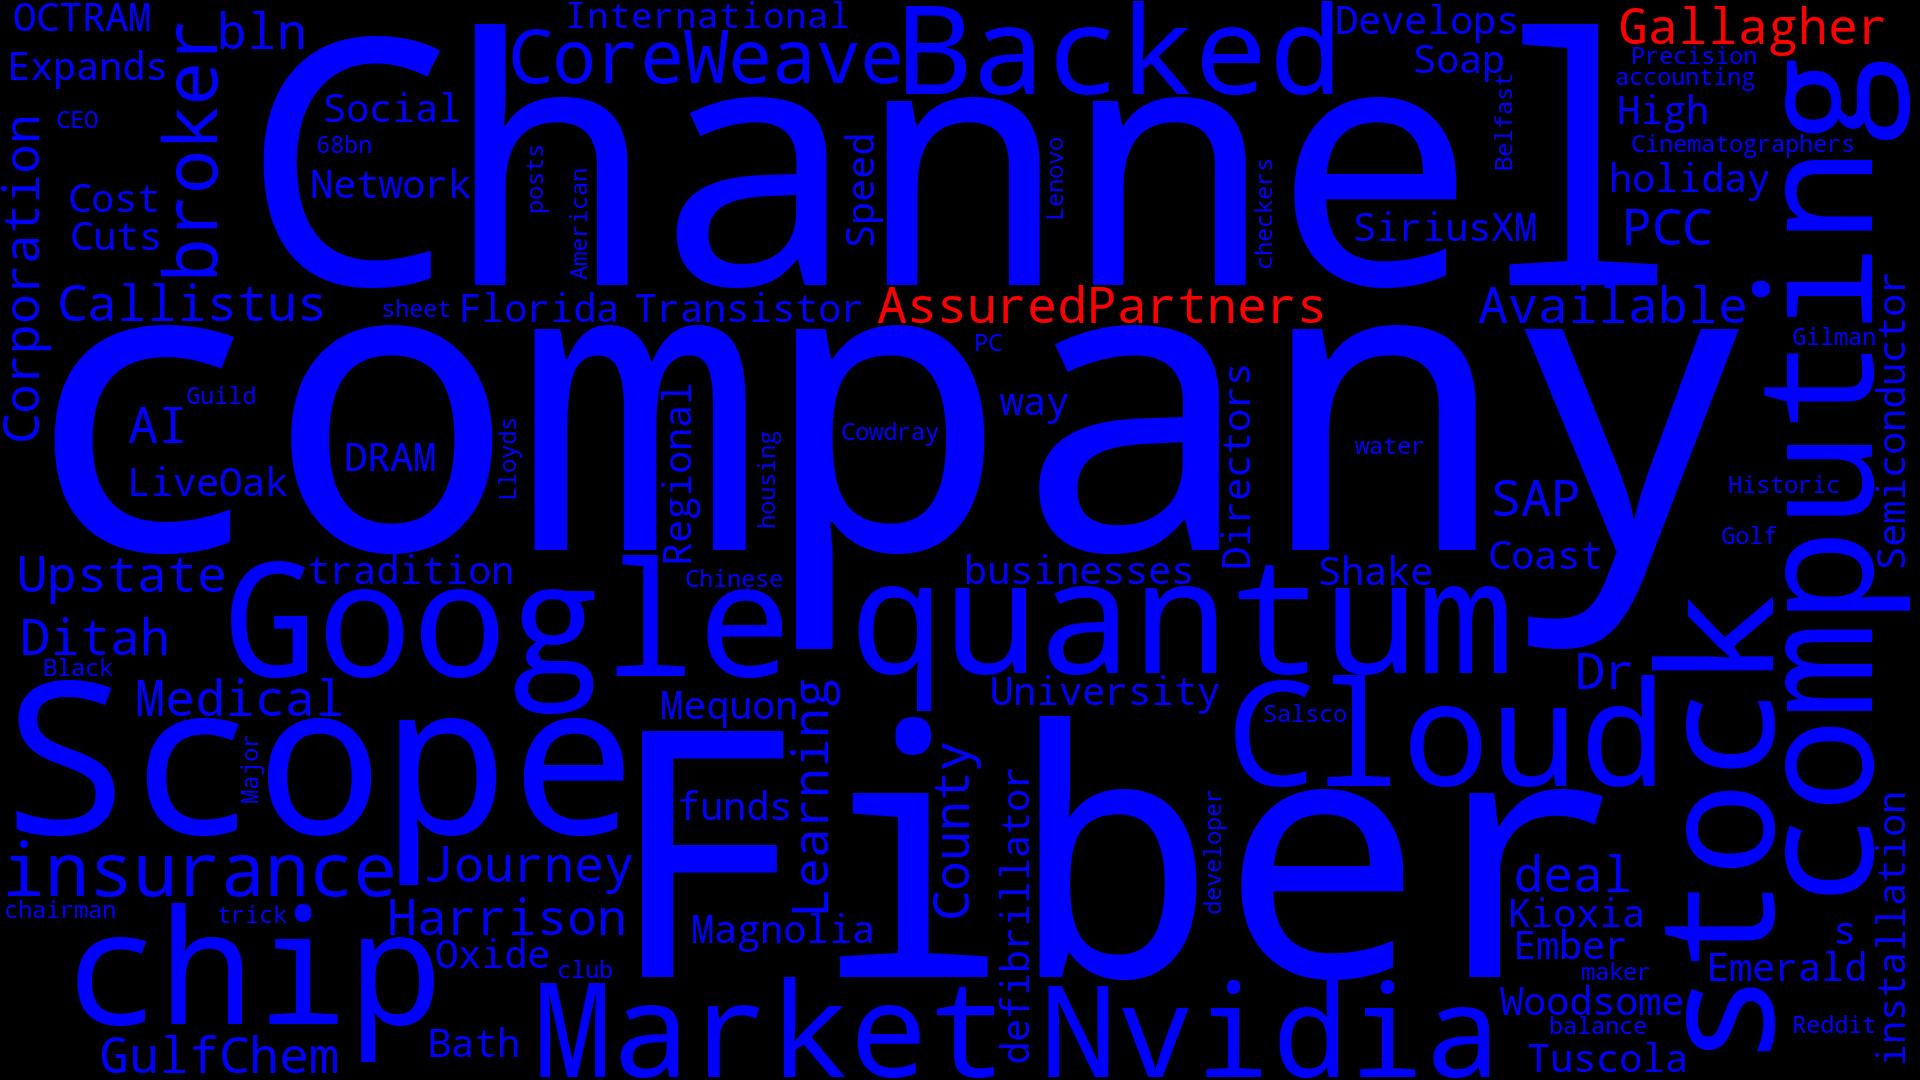 OCTRAM
bln
International
Backed
Develops
Gallagher
Expands
broker
Channel
CoreWeave
Soap
Precision
accounting
CEO
Social
68bn
Network
posts
American
Speed
Lenovo
checkers
Belfast
High
Cinematographers
holiday
computing
Corporation
Cost
Cuts
SiriusXM
PCC
Callistus
sheet
Florida
Transistor
AssuredPartners
Available
Semiconductor
company
PC
Gilman
Guild
AI
DRAM
LiveOak
Lloyds
Regional
housing
Cowdray
way
Directors
water
SAP
Historic
Golf
Coast
Upstate
tradition
Google
Chinese
businesses
quantum
Shake
Ditah
Black
Medical
Mequon
University
Dr
stock
Scope
Major
Fiber
Learning
County
Cloud
Salsco
funds
defibrillator
developer
installation
insurance
Journey
deal
chairman
trick
Harrison
Magnolia
Kioxia
s
chip
Oxide
club
Ember
maker
Emerald
Market
Nvidia
Woodsome
balance
Reddit
GulfChem
Bath
Tuscola